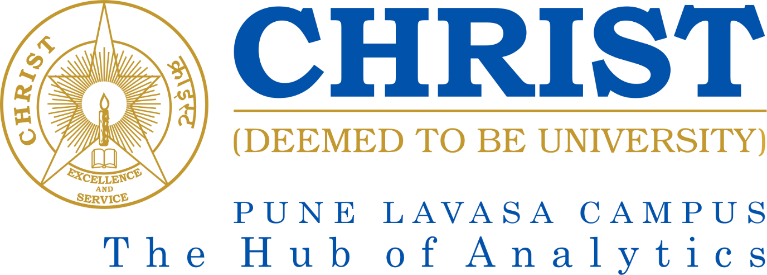 CHRIST
क्राइस्ट
EXCELLENCE
AND
SERVICE
CHRIST
(DEEMED TO BE UNIVERSITY)
PUNE LAVASA CAMPUS
The Hub of Analytics